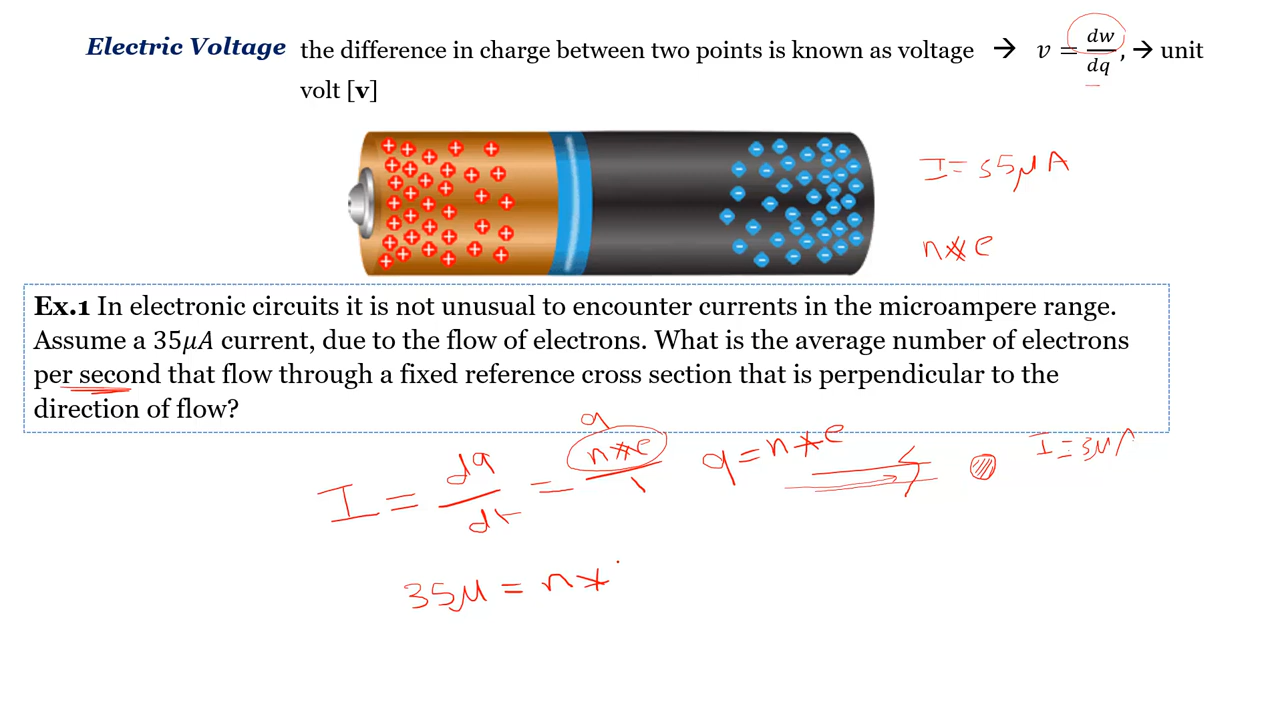 Electric Voltage the difference in charge between two points is known as voltage → v = dw/dq, → unit
volt [v]
I = 35μA
n*e
Ex.1 In electronic circuits it is not unusual to encounter currents in the microampere range.
Assume a 35μA current, due to the flow of electrons. What is the average number of electrons
per second that flow through a fixed reference cross section that is perpendicular to the
direction of flow?
q
I = dq/dt = n*e/1 q = n*e I = 3μA
35μ = n*